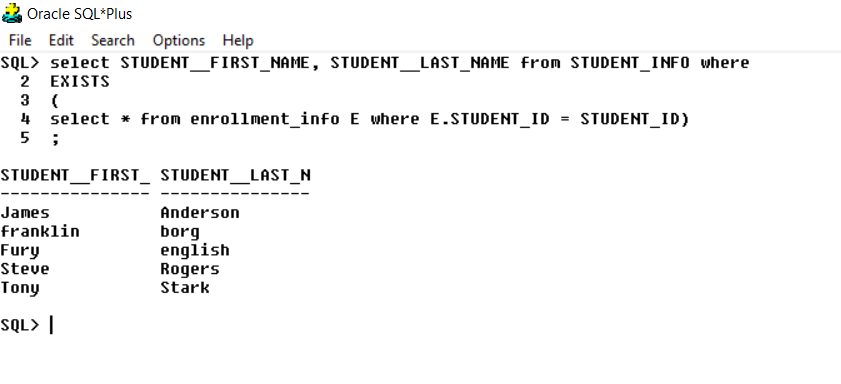 Oracle SQL*Plus
File Edit Search Options Help
SQL> select STUDENT__FIRST_NAME, STUDENT__LAST_NAME from STUDENT_INFO where
2 EXISTS
3 (
4 select * from enrollment_info E where E.STUDENT_ID = STUDENT_ID)
5 ;
STUDENT__FIRST_ STUDENT__LAST_N
--------------- ---------------
James Anderson
franklin borg
Fury english
Steve Rogers
Tony Stark
SQL>